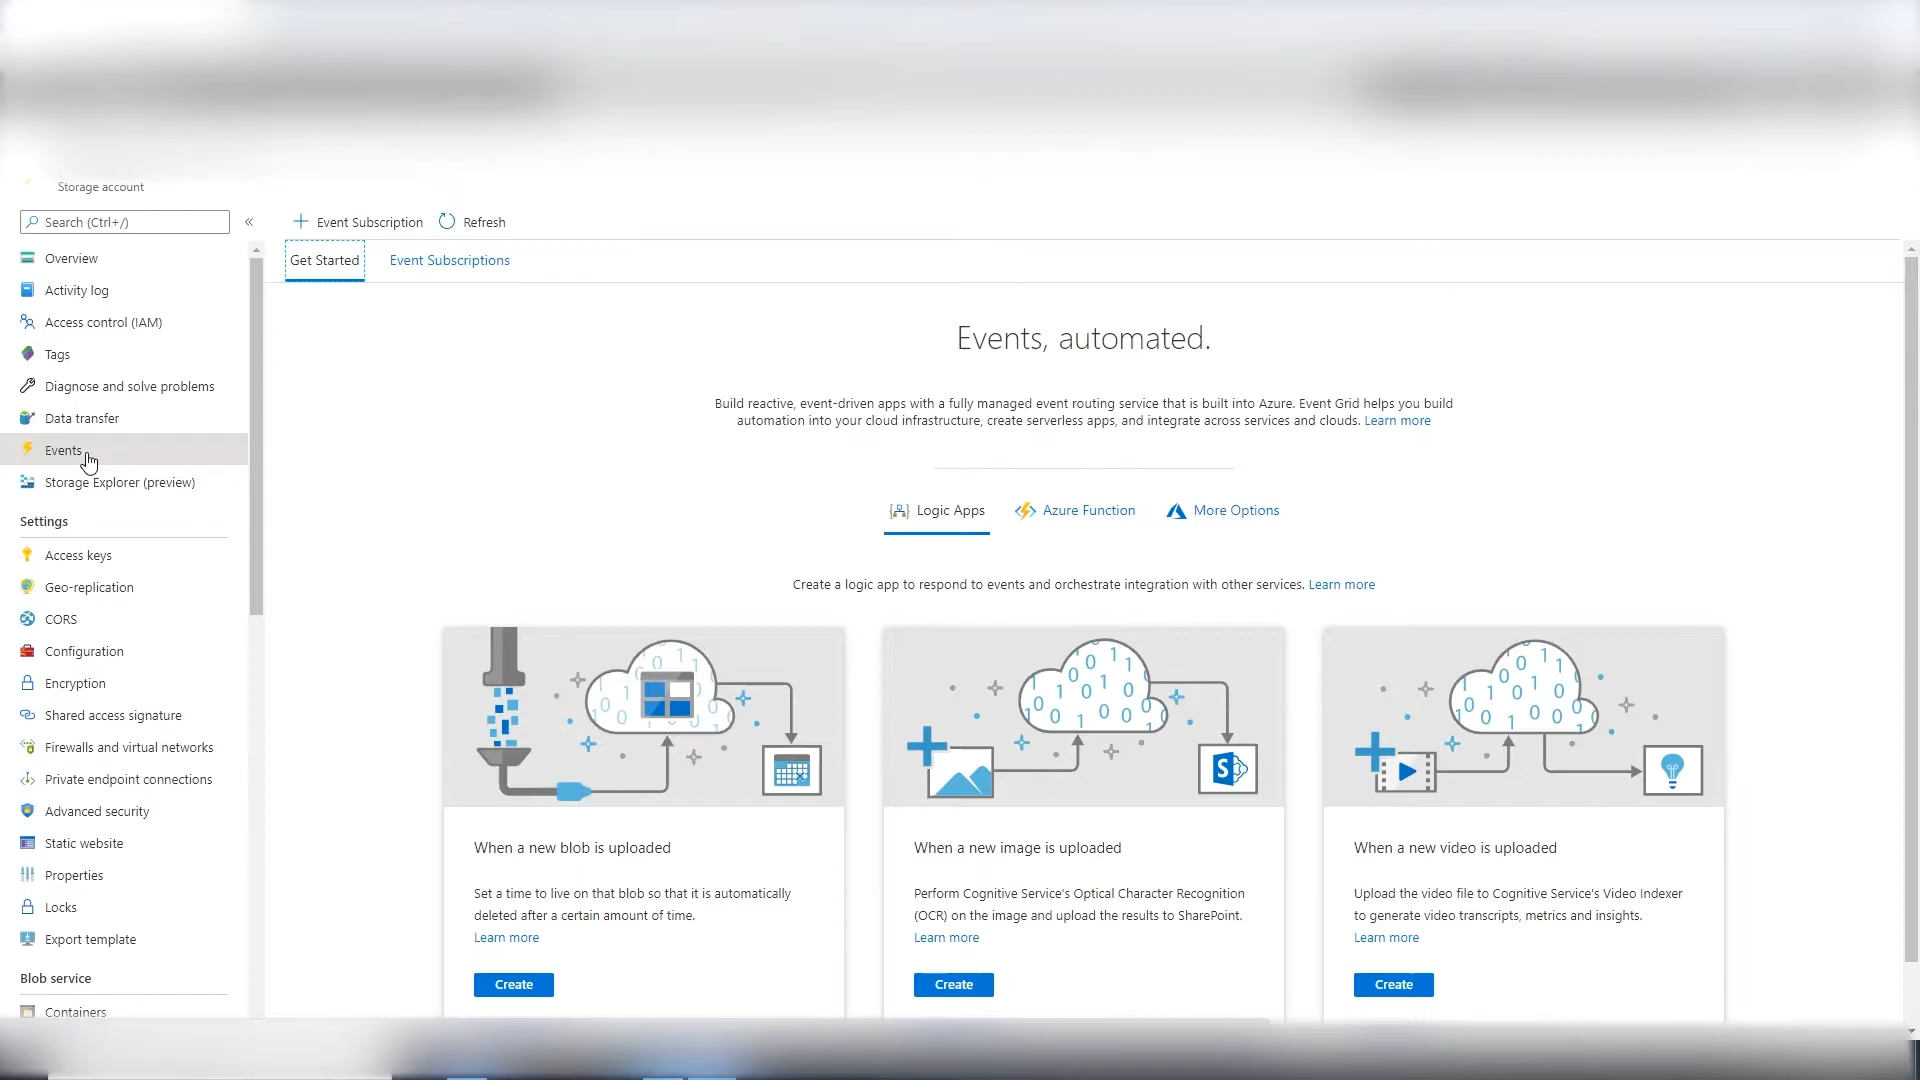 Storage account
Search (Ctrl+/)
«
Event Subscription
Refresh
Overview
Activity log
Access control (IAM)
Tags
Diagnose and solve problems
Data transfer
Events
Storage Explorer (preview)
Settings
Access keys
Geo-replication
CORS
Configuration
Encryption
Shared access signature
Firewalls and virtual networks
Private endpoint connections
Advanced security
Static website
Properties
Locks
Export template
Blob service
Containers
Get Started
Event Subscriptions
Events, automated.
Build reactive, event-driven apps with a fully managed event routing service that is built into Azure. Event Grid helps you build
automation into your cloud infrastructure, create serverless apps, and integrate across services and clouds. Learn more
Logic Apps
Azure Function
More Options
Create a logic app to respond to events and orchestrate integration with other services. Learn more
When a new blob is uploaded
Set a time to live on that blob so that it is automatically
deleted after a certain amount of time.
Learn more
Create
When a new image is uploaded
Perform Cognitive Service's Optical Character Recognition
(OCR) on the image and upload the results to SharePoint.
Learn more
Create
When a new video is uploaded
Upload the video file to Cognitive Service's Video Indexer
to generate video transcripts, metrics and insights.
Learn more
Create